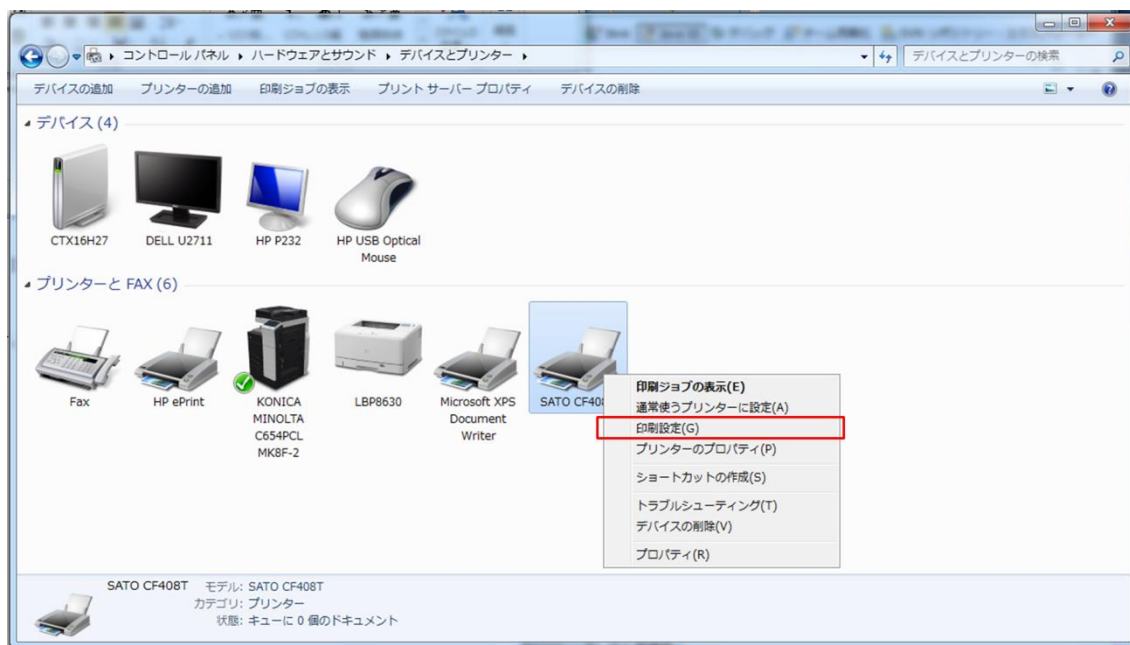 コントロール パネル ▸ ハードウェアとサウンド ▸ デバイスとプリンター ▸
デバイスとプリンターの検索
デバイスの追加 プリンターの追加 印刷ジョブの表示 プリント サーバー プロパティ デバイスの削除
デバイス (4)
CTX16H27
DELL U2711
HP P232
HP USB Optical
Mouse
プリンターと FAX (6)
Fax
HP ePrint
KONICA
MINOLTA
C654PCL
MK8F-2
LBP8630
Microsoft XPS
Document
Writer
SATO CF40
印刷ジョブの表示(E)
通常使うプリンターに設定(A)
印刷設定(G)
プリンターのプロパティ(P)
ショートカットの作成(S)
トラブルシューティング(T)
デバイスの削除(V)
プロパティ(R)
SATO CF408T モデル: SATO CF408T
カテゴリ: プリンター
状態: キューに 0 個のドキュメント